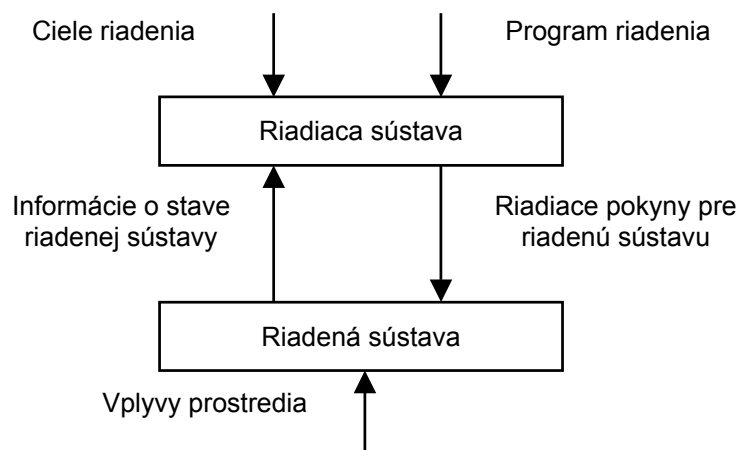 Ciele riadenia
Program riadenia
Riadiaca sústava
Informácie o stave
riadenej sústavy
Riadiace pokyny pre
riadenú sústavu
Riadená sústava
Vplyvy prostredia